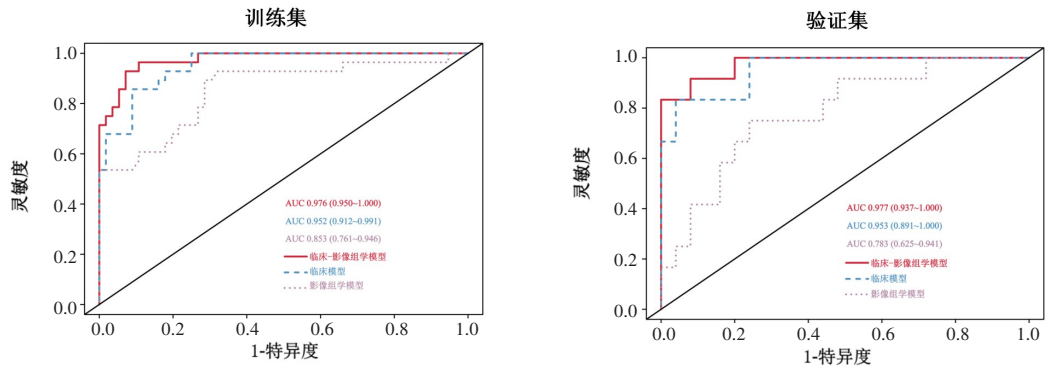 训练集
1.0
0.8
0.6
0.4
0.2
0.0
灵敏度
AUC 0.976 (0.950~1.000)
AUC 0.952 (0.912~0.991)
AUC 0.853 (0.761~0.946)
临床-影像组学模型
临床模型
影像组学模型
0.0 0.2 0.4 0.6 0.8 1.0
1-特异度
验证集
1.0
0.8
0.6
0.4
0.2
0.0
灵敏度
AUC 0.977 (0.937~1.000)
AUC 0.953 (0.891~1.000)
AUC 0.783 (0.625~0.941)
临床-影像组学模型
临床模型
影像组学模型
0.0 0.2 0.4 0.6 0.8 1.0
1-特异度